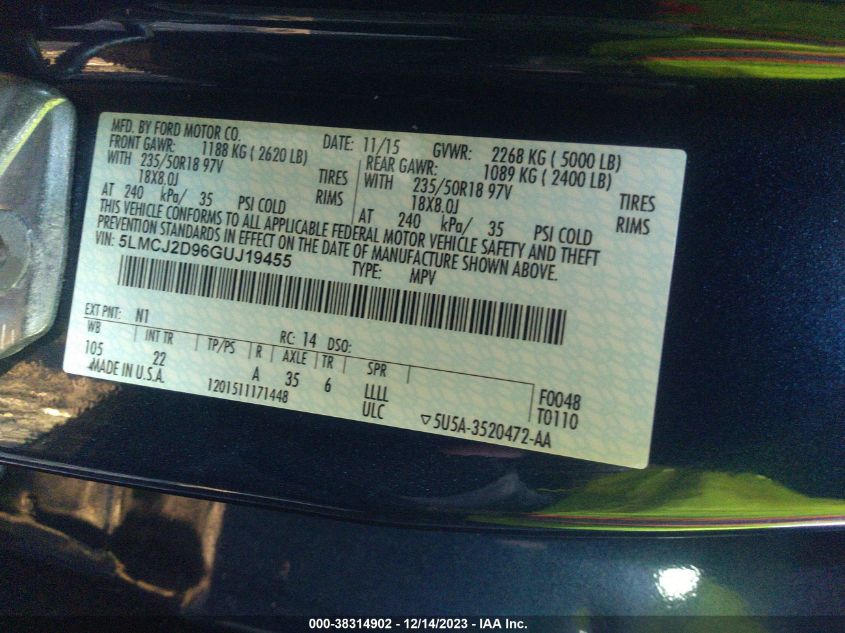 MFD. BY FORD MOTOR CO.
DATE: 11/15 GVWR: 2268 KG ( 5000 LB)
FRONT GAWR: 1188 KG ( 2620 LB) REAR GAWR: 1089 KG ( 2400 LB)
WITH 235/50R18 97V TIRES WITH 235/50R18 97V TIRES
18X8.0J RIMS 18X8.0J RIMS
AT 240 kPa/ 35 PSI COLD AT 240 kPa/ 35 PSI COLD
THIS VEHICLE CONFORMS TO ALL APPLICABLE FEDERAL MOTOR VEHICLE SAFETY AND THEFT
PREVENTION STANDARDS IN EFFECT ON THE DATE OF MANUFACTURE SHOWN ABOVE.
VIN: 5LMCJ2D96GUJ19455
TYPE: MPV
EXT PNT: N1 RC: 14 DSO:
WB INT TR TP/PS R AXLE TR SPR
105 22 A 35 6 LLLL F0048
MADE IN U.S.A. 1201511171448 ULC T0110
▽5U5A-3520472-AA
000-38314902 - 12/14/2023 - IAA Inc.